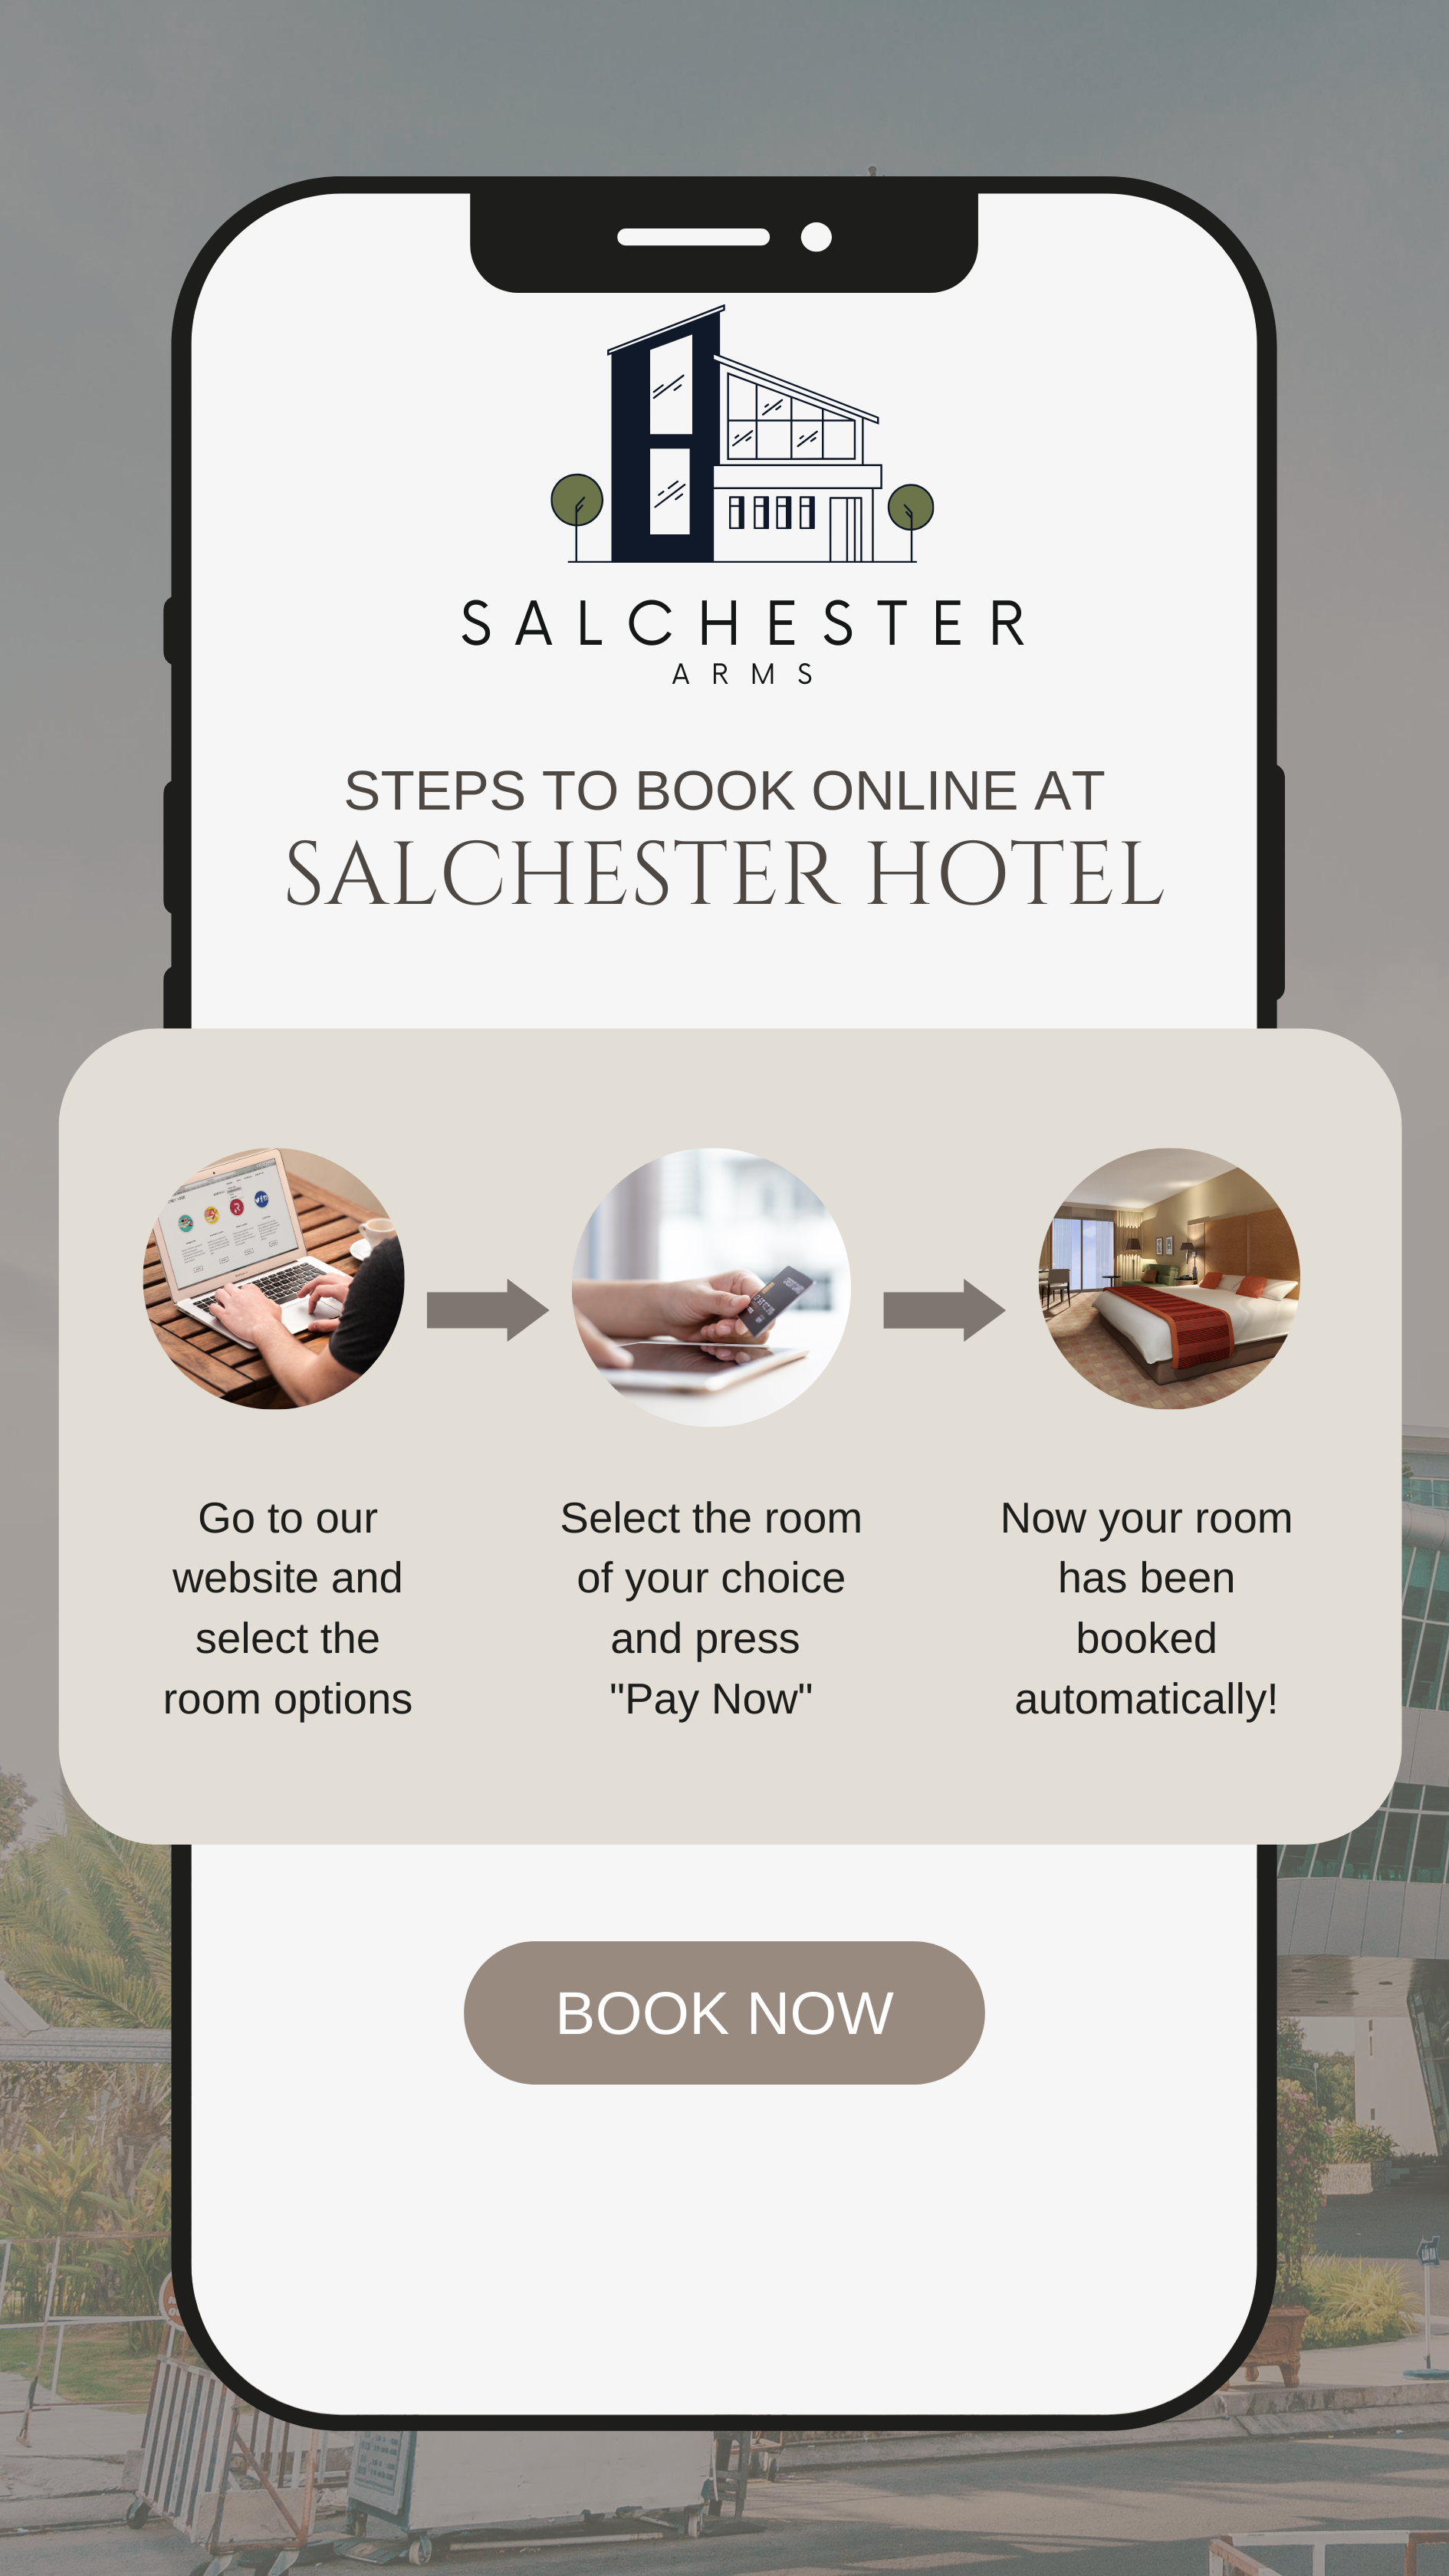 SALCHESTER
ARMS
STEPS TO BOOK ONLINE AT
SALCHESTER HOTEL
Go to our
website and
select the
room options
Select the room
of your choice
and press
"Pay Now"
Now your room
has been
booked
automatically!
BOOK NOW